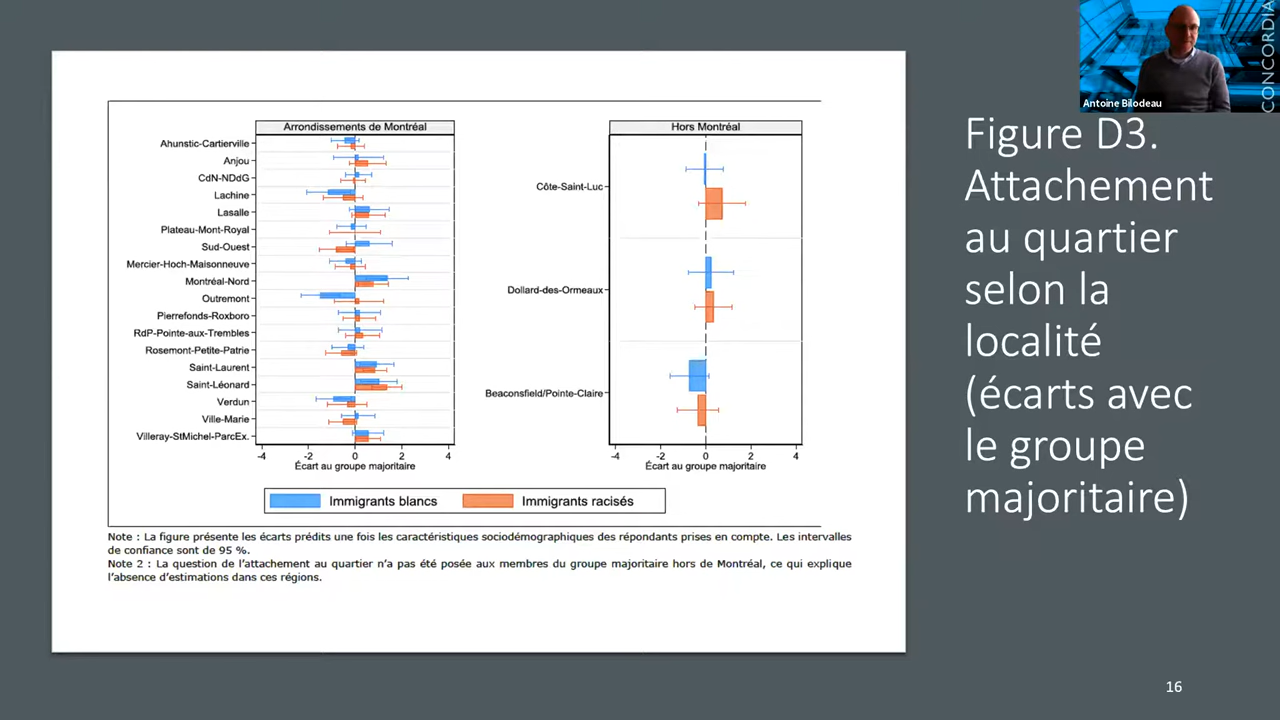 CONCORDIA
Antoine Bilodeau
Figure D3.
Attachement
au quartier
selon la
localité
(écarts avec
le groupe
majoritaire)
Arrondissements de Montréal
Ahunstic-Cartierville
Anjou
CdN-NDdG
Lachine
Lasalle
Plateau-Mont-Royal
Sud-Ouest
Mercier-Hoch-Maisonneuve
Montréal-Nord
Outremont
Pierrefonds-Roxboro
RdP-Pointe-aux-Trembles
Rosemont-Petite-Patrie
Saint-Laurent
Saint-Léonard
Verdun
Ville-Marie
Villeray-StMichel-ParcEx.
-4 -2 0 2 4
Écart au groupe majoritaire
Hors Montréal
Côte-Saint-Luc
Dollard-des-Ormeaux
Beaconsfield/Pointe-Claire
-4 -2 0 2 4
Écart au groupe majoritaire
Immigrants blancs Immigrants racisés
Note : La figure présente les écarts prédits une fois les caractéristiques sociodémographiques des répondants prises en compte. Les intervalles
de confiance sont de 95 %.
Note 2 : La question de l'attachement au quartier n'a pas été posée aux membres du groupe majoritaire hors de Montréal, ce qui explique
l'absence d'estimations dans ces régions.
16